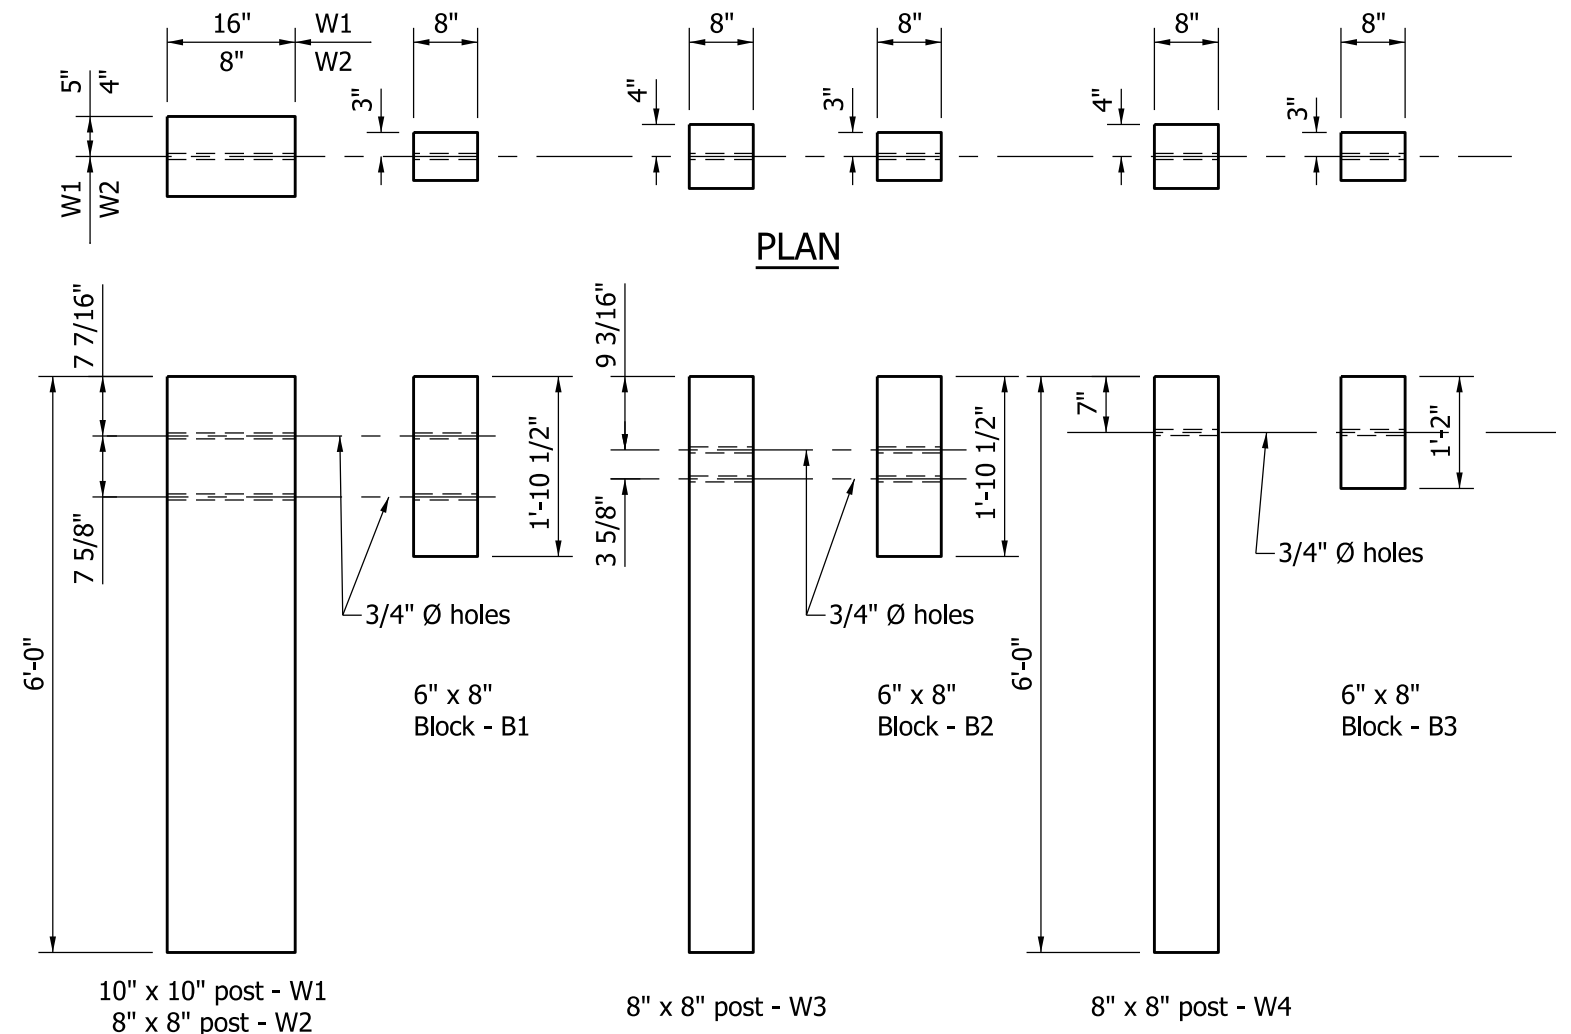 16" W1
8" W2
8"
8"
8"
8"
8"
5" 4"
3"
4"
3"
4"
3"
W1 W2
PLAN
7 7/16"
9 3/16"
7"
7 5/8"
1'-10 1/2"
3 5/8"
1'-10 1/2"
1'-2"
3/4" Ø holes
3/4" Ø holes
3/4" Ø holes
6'-0"
6'-0"
6" x 8"
Block - B1
6" x 8"
Block - B2
6" x 8"
Block - B3
10" x 10" post - W1
8" x 8" post - W2
8" x 8" post - W3
8" x 8" post - W4